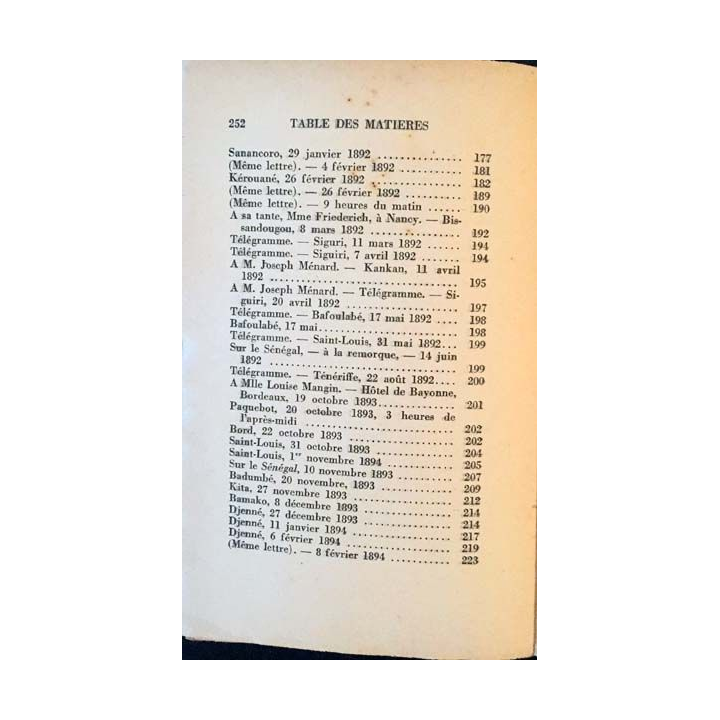 252 TABLE DES MATIERES
Sanancoro, 29 janvier 1892 ............... 177
(Même lettre). — 4 février 1892 ............ 181
Kérouané, 26 février 1892 ................. 182
(Même lettre). — 26 février 1892 .......... 189
(Même lettre). — 9 heures du matin ...... 190
A sa tante, Mme Friederich, à Nancy. — Bis-
sandougou, 8 mars 1892 ................ 192
Télégramme. — Siguri, 11 mars 1892 ...... 194
Télégramme. — Siguiri, 7 avril 1892 ...... 194
A M. Joseph Ménard. — Kankan, 11 avril
1892 .................................. 195
A M. Joseph Ménard. — Télégramme. — Si-
guiri, 20 avril 1892 .................... 197
Télégramme. — Bafoulabé, 17 mai 1892 .... 198
Bafoulabé, 17 mai......................... 198
Télégramme. — Saint-Louis, 31 mai 1892... 199
Sur le Sénégal, — à la remorque, — 14 juin
1892 .................................. 199
Télégramme. — Ténériffe, 22 août 1892.... 200
A Mlle Louise Mangin. — Hôtel de Bayonne,
Bordeaux, 19 octobre 1893............... 201
Paquebot, 20 octobre 1893, 3 heures de
l'après-midi ........................... 202
Bord, 22 octobre 1893 .................... 202
Saint-Louis, 31 octobre 1893 .............. 204
Saint-Louis, 1er novembre 1894 ............ 205
Sur le Sénégal, 10 novembre 1893 ......... 207
Badumbé, 20 novembre, 1893 .............. 209
Kita, 27 novembre 1893 ................... 212
Bamako, 8 décembre 1893 ................. 214
Djenné, 27 décembre 1893 ................. 214
Djenné, 11 janvier 1894 ................... 217
Djenné, 6 février 1894 .................... 219
(Même lettre). — 8 février 1894 ........... 223